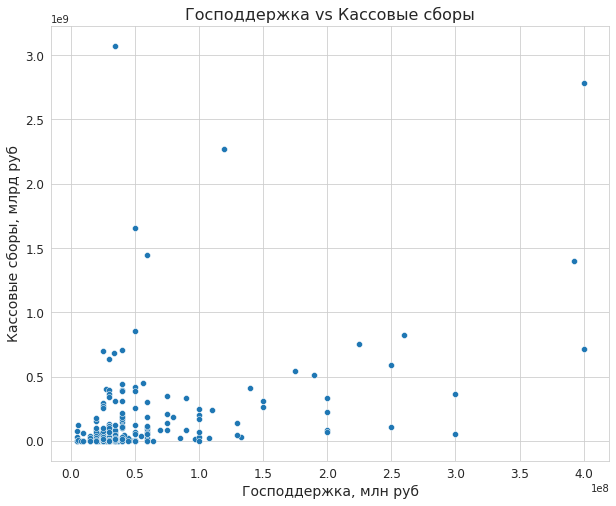 Господдержка vs Кассовые сборы
1e9
3.0
2.5
2.0
1.5
1.0
0.5
0.0
Кассовые сборы, млрд руб
0.0 0.5 1.0 1.5 2.0 2.5 3.0 3.5 4.0
1e8
Господдержка, млн руб